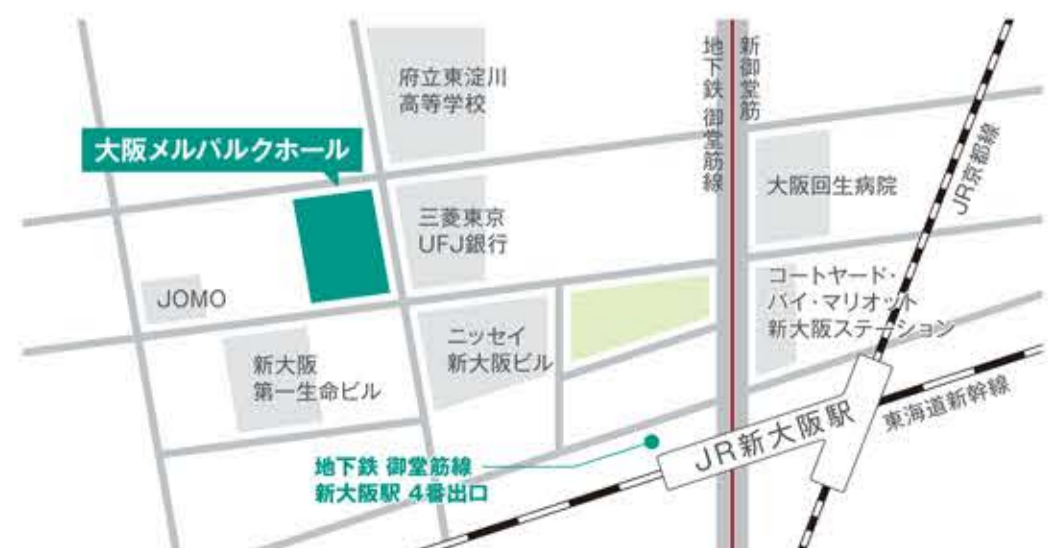 府立東淀川
高等学校
大阪メルパルクホール
三菱東京
UFJ銀行
JOMO
新大阪
第一生命ビル
ニッセイ
新大阪ビル
地下鉄 御堂筋線
新御堂筋
大阪回生病院
JR京都線
コートヤード・
バイ・マリオット
新大阪ステーション
東海道新幹線
JR新大阪駅
地下鉄 御堂筋線
新大阪駅 4番出口